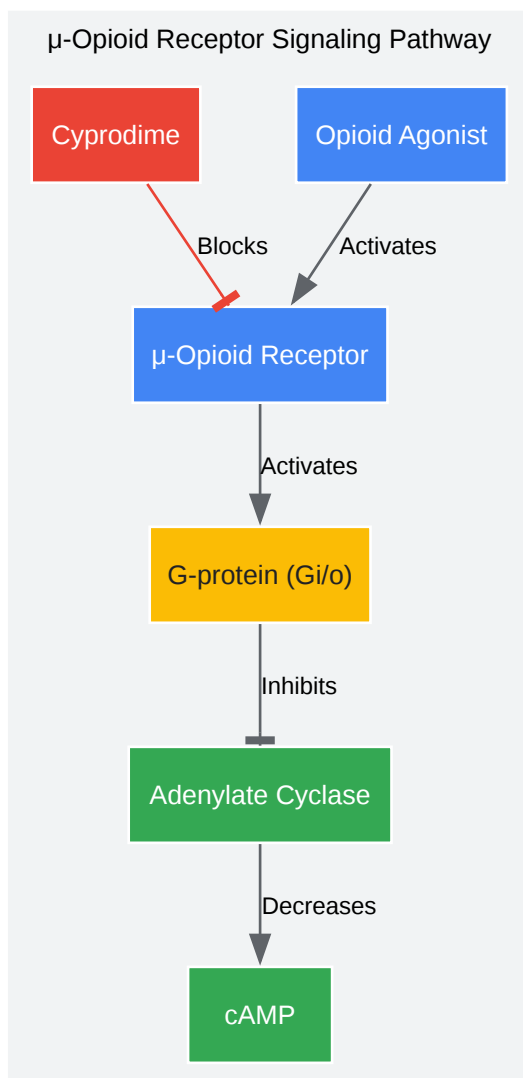 μ-Opioid Receptor Signaling Pathway
Cyprodime
Opioid Agonist
Blocks
Activates
μ-Opioid Receptor
Activates
G-protein (Gi/o)
Inhibits
Adenylate Cyclase
Decreases
cAMP